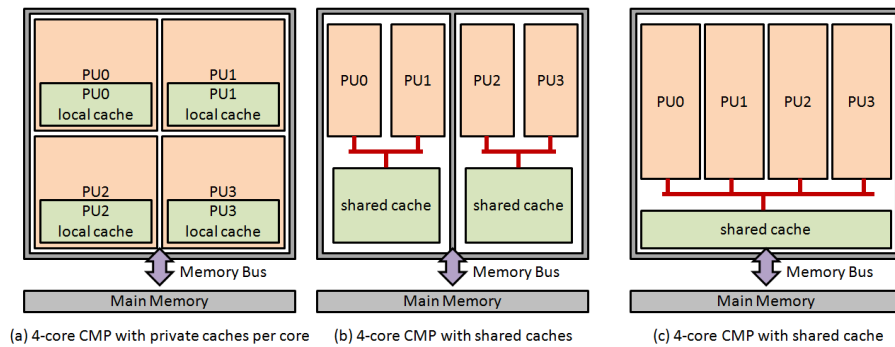 PU0
PU0
local cache
PU1
PU1
local cache
PU2
PU2
local cache
PU3
PU3
local cache
Memory Bus
Main Memory
(a) 4-core CMP with private caches per core
PU0
PU1
PU2
PU3
shared cache
shared cache
Memory Bus
Main Memory
(b) 4-core CMP with shared caches
PU0
PU1
PU2
PU3
shared cache
Memory Bus
Main Memory
(c) 4-core CMP with shared cache